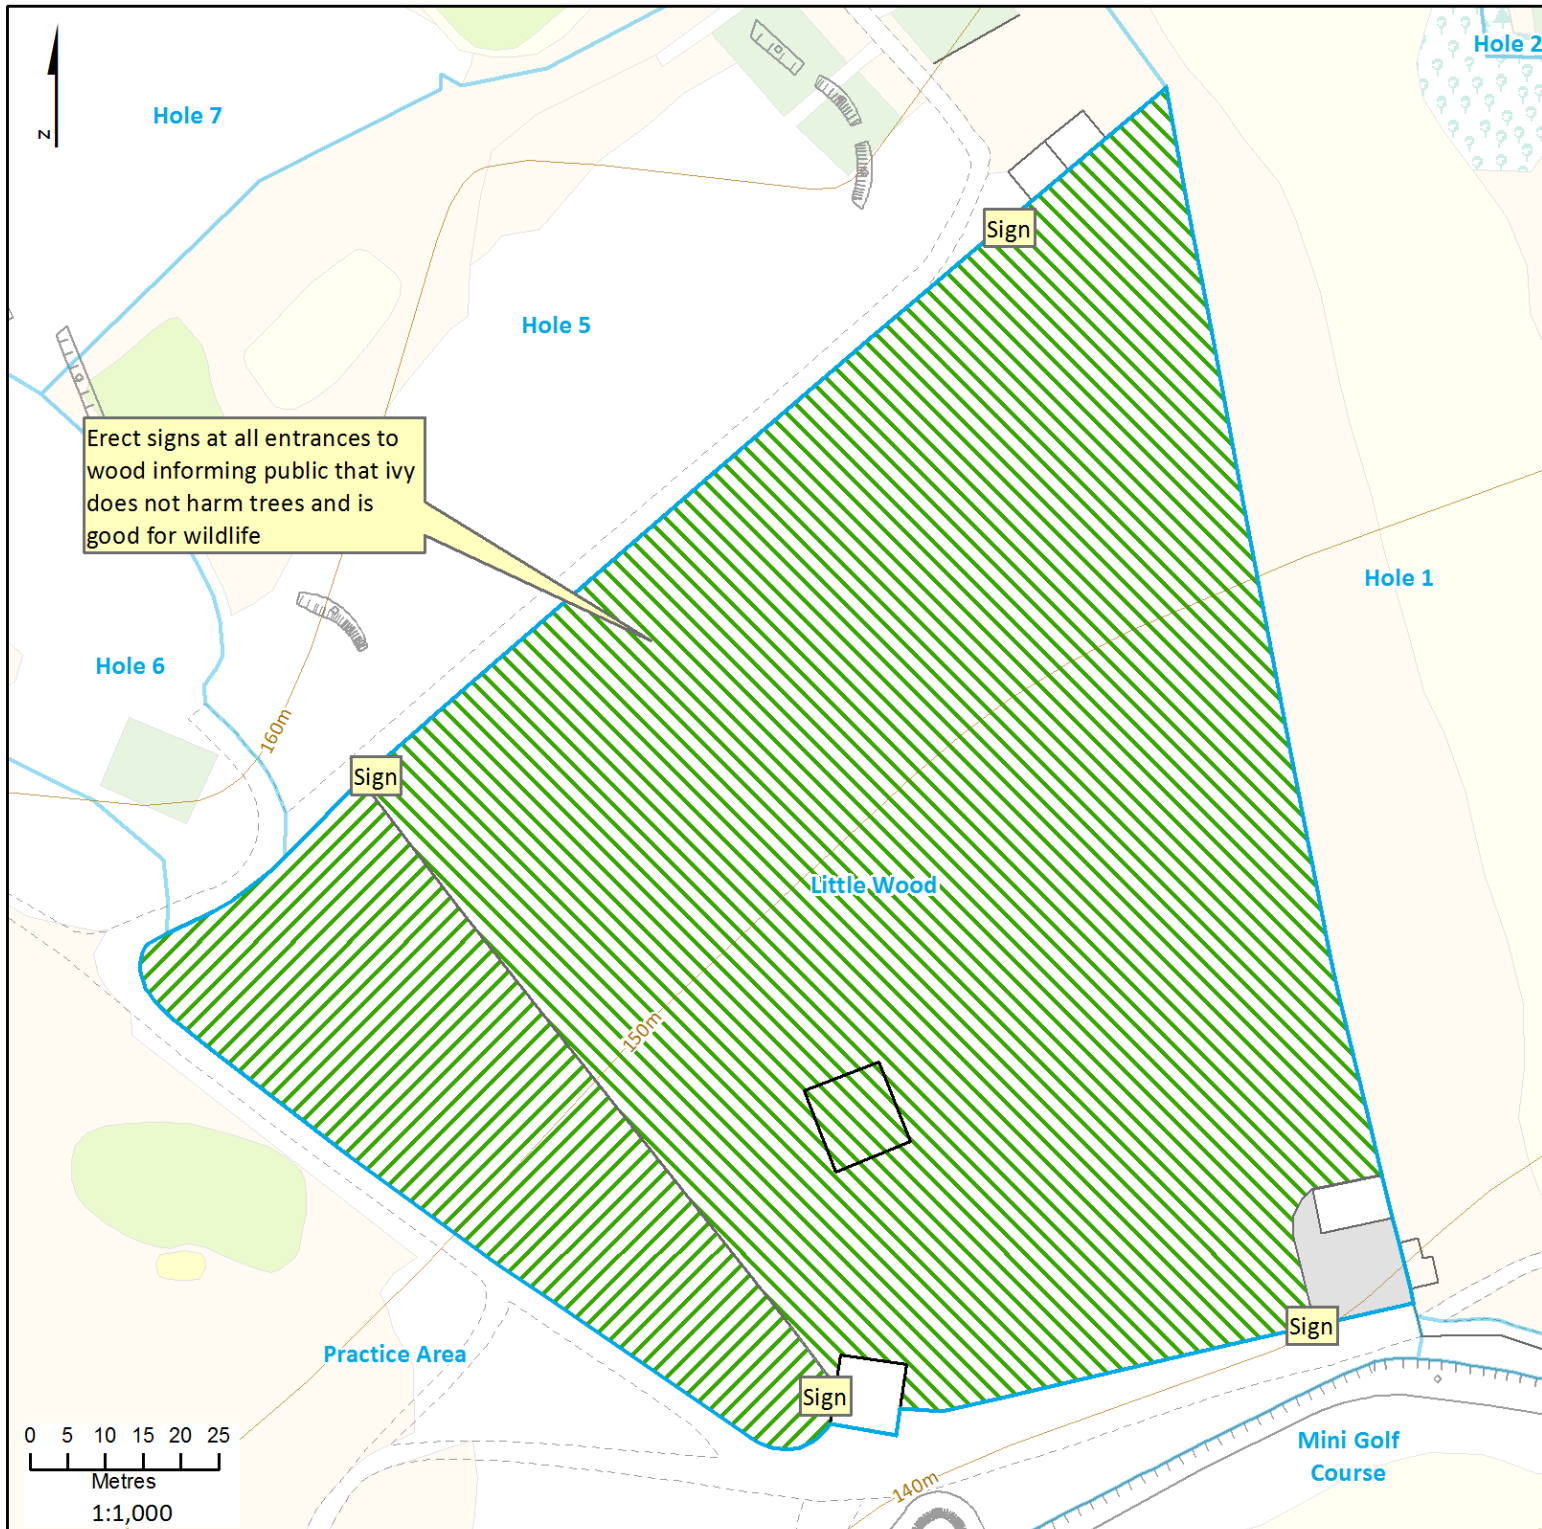 Hole 2
Hole 7
N
Sign
Hole 5
Erect signs at all entrances to
wood informing public that ivy
does not harm trees and is
good for wildlife
Hole 1
Hole 6
160m
Sign
Little Wood
150m
Sign
Practice Area
Sign
Mini Golf
Course
140m
0 5 10 15 20 25
Metres
1:1,000